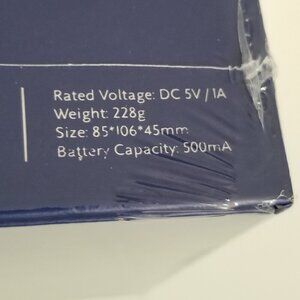 Rated Voltage: DC 5V / 1A
Weight: 228g
Size: 85*106*45mm
Battery Capacity: 500mA